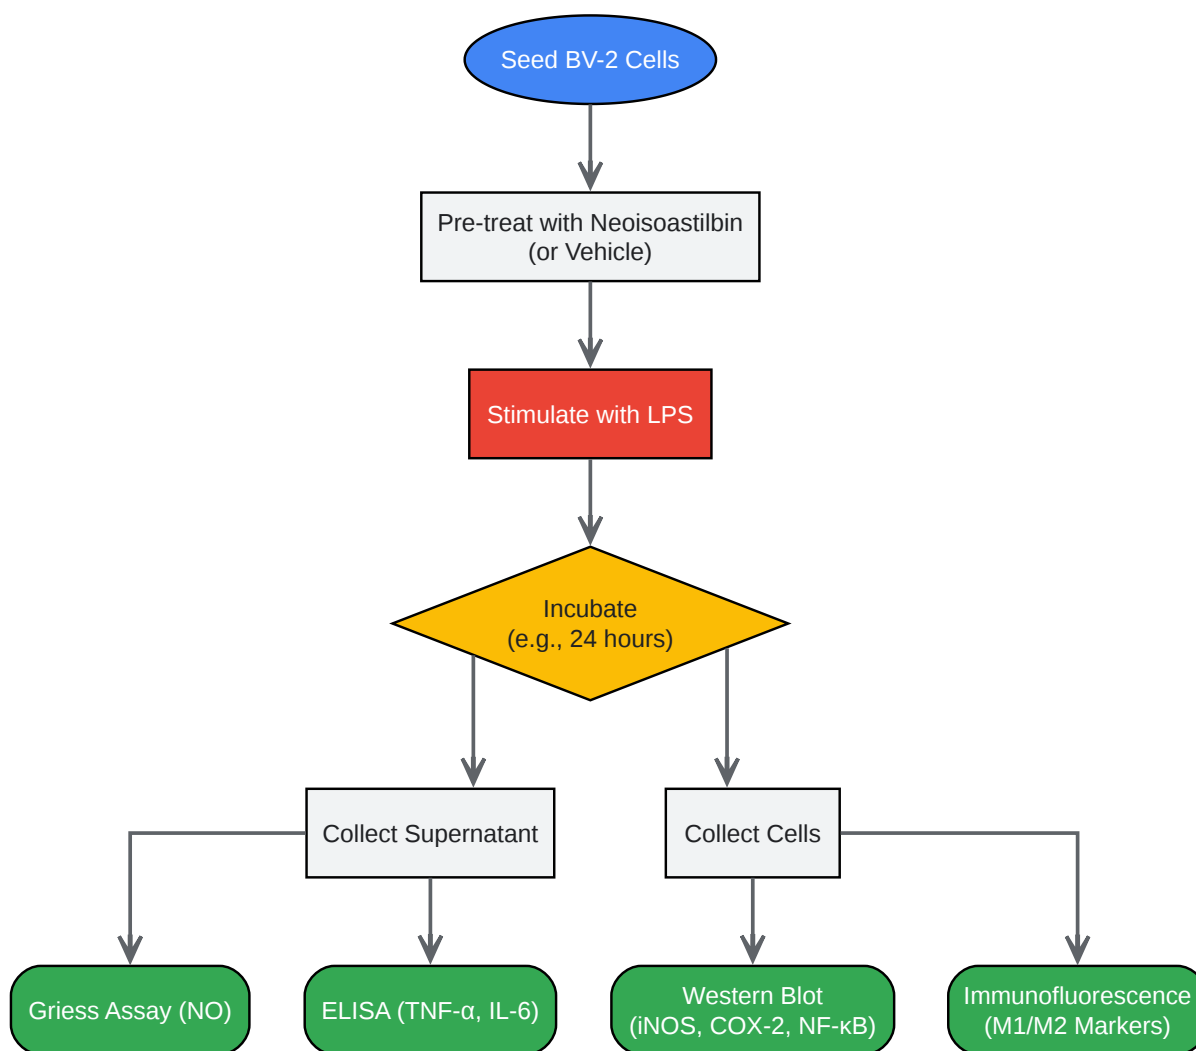 Seed BV-2 Cells
Pre-treat with Neoisoastilbin
(or Vehicle)
Stimulate with LPS
Incubate
(e.g., 24 hours)
Collect Supernatant
Collect Cells
Griess Assay (NO)
ELISA (TNF-α, IL-6)
Western Blot
(iNOS, COX-2, NF-κB)
Immunofluorescence
(M1/M2 Markers)